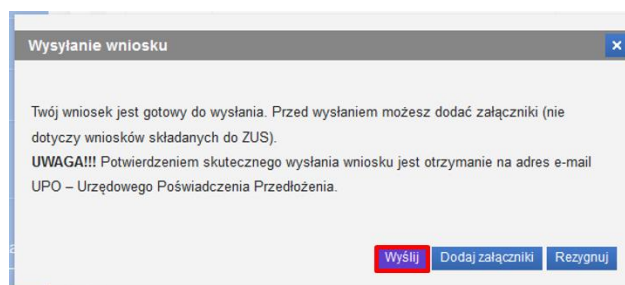 Wysyłanie wniosku
x
Twój wniosek jest gotowy do wysłania. Przed wysłaniem możesz dodać załączniki (nie
dotyczy wniosków składanych do ZUS).
UWAGA!!! Potwierdzeniem skutecznego wysłania wniosku jest otrzymanie na adres e-mail
UPO – Urzędowego Poświadczenia Przedłożenia.
Wyślij Dodaj załączniki Rezygnuj